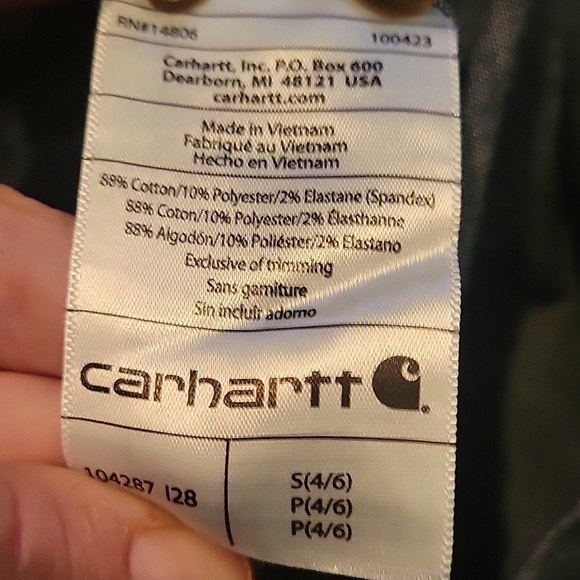 RN#14806 100423
Carhartt, Inc. P.O. Box 600
Dearborn, MI 48121 USA
carhartt.com
Made in Vietnam
Fabriqué au Vietnam
Hecho en Vietnam
88% Cotton/10% Polyester/2% Elastane (Spandex)
88% Coton/10% Polyester/2% Élasthanne
88% Algodón/10% Poliéster/2% Elastano
Exclusive of trimming
Sans garniture
Sin incluir adorno
carhartt
104287 I28
S(4/6)
P(4/6)
P(4/6)